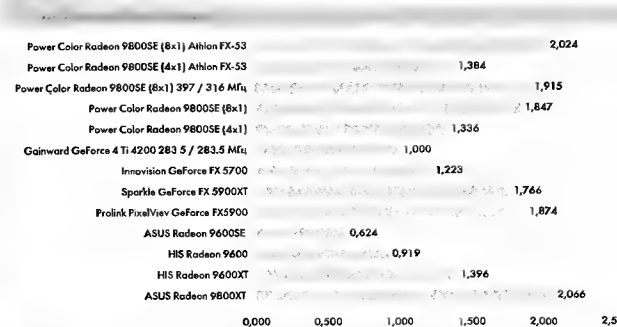 Power Color Radeon 9800SE (8x1) Athlon FX-53 2,024
Power Color Radeon 9800SE (4x1) Athlon FX-53 1,384
Power Color Radeon 9800SE (8x1) 397 / 316 МГц 1,915
Power Color Radeon 9800SE (8x1) 1,847
Power Color Radeon 9800SE (4x1) 1,336
Gainward GeForce 4 Ti 4200 283 5 / 283.5 МГц 1,000
Innovision GeForce FX 5700 1,223
Sparkle GeForce FX 5900XT 1,766
Prolink PixelViev GeForce FX5900 1,874
ASUS Radeon 9600SE 0,624
HIS Radeon 9600 0,919
HIS Radeon 9600XT 1,396
ASUS Radeon 9800XT 2,066
0,000 0,500 1,000 1,500 2,000 2,5